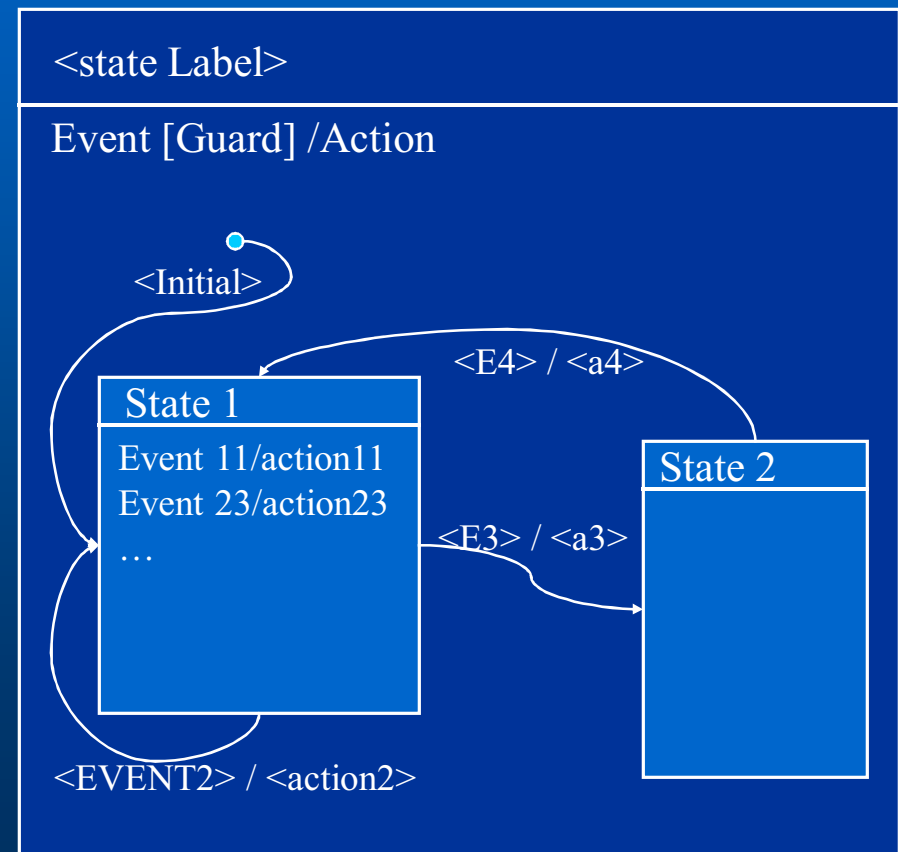 <state Label>
Event [Guard] /Action
<Initial>
<E4> / <a4>
State 1
Event 11/action11
Event 23/action23
…
State 2
<E3> / <a3>
<EVENT2> / <action2>